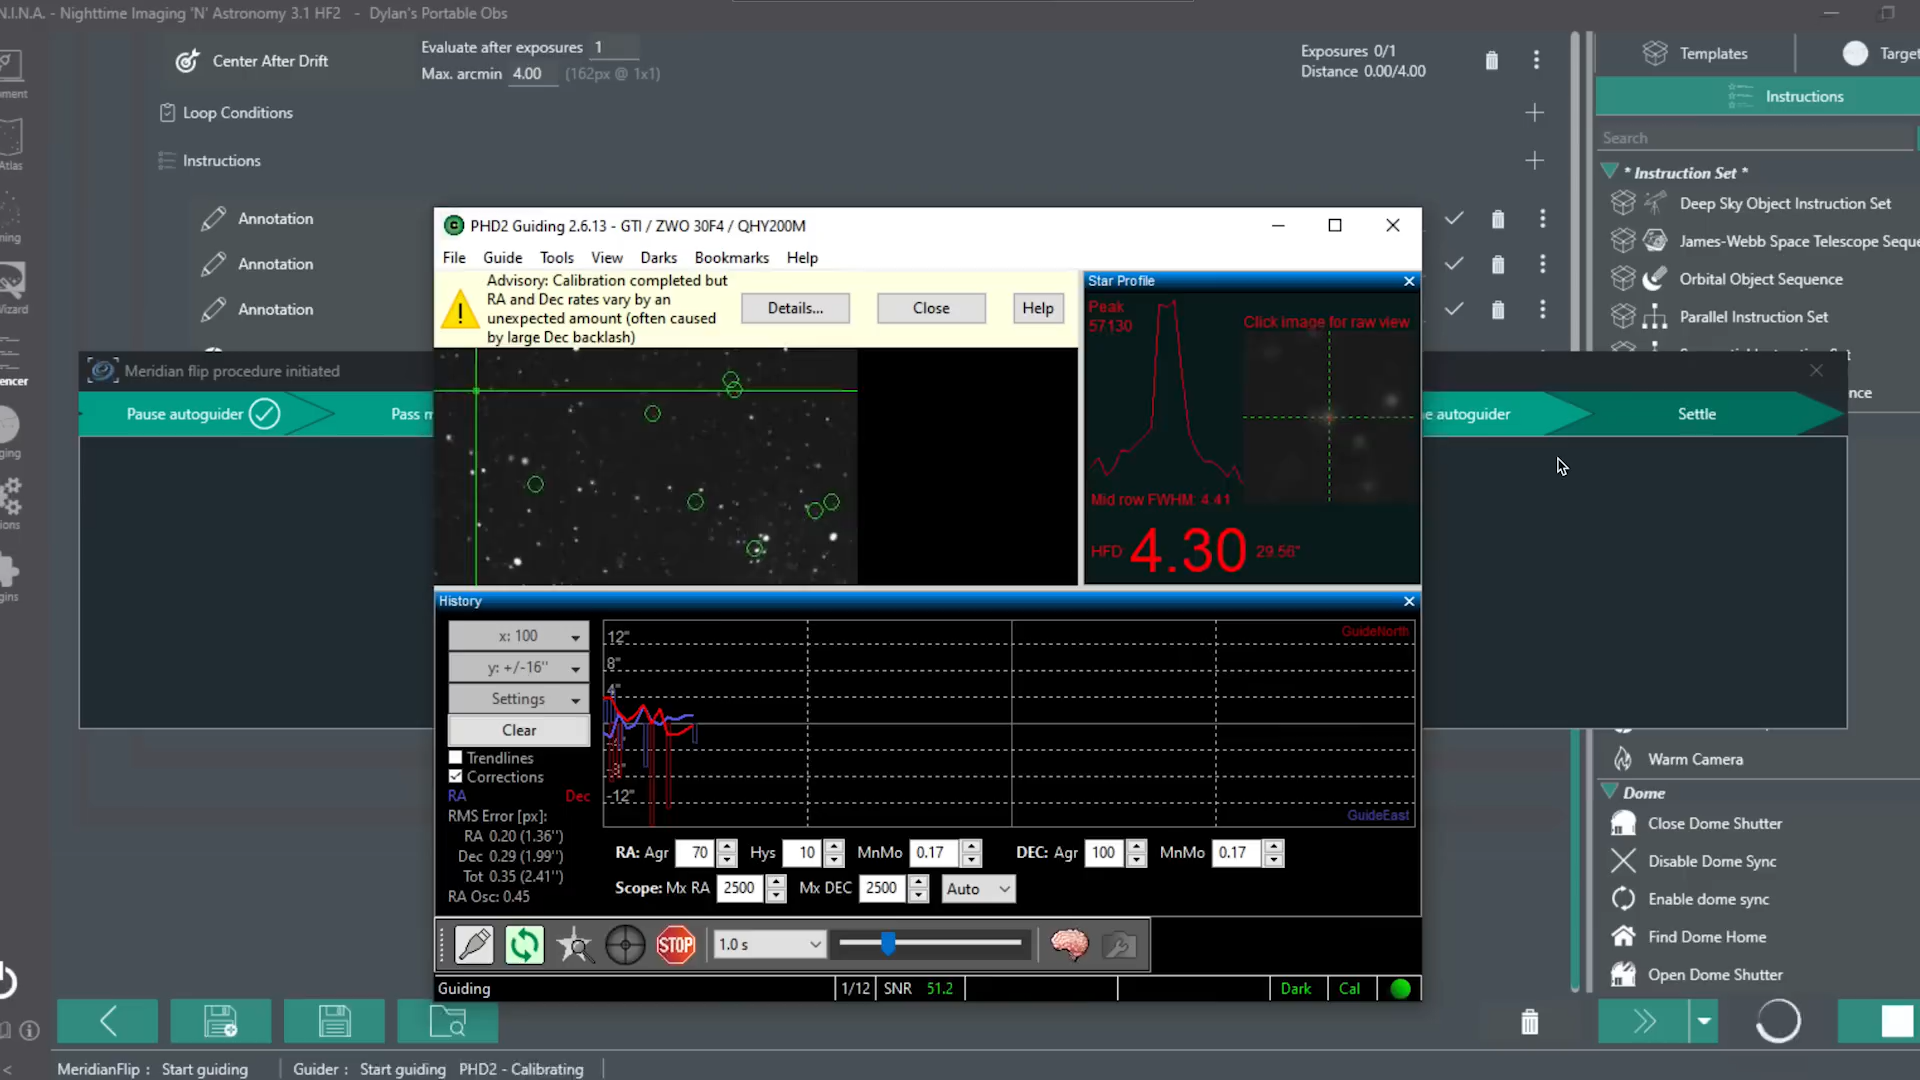 N.I.N.A. - Nighttime Imaging 'N' Astronomy 3.1 HF2 - Dylan's Portable Obs
Center After Drift
Evaluate after exposures 1
Max. arcmin 4.00 (162px @ 1x1)
Exposures 0/1
Distance 0.00/4.00
Templates
Targe
Loop Conditions
Instructions
Instructions
Search
* Instruction Set *
Annotation
Annotation
Annotation
Deep Sky Object Instruction Set
James-Webb Space Telescope Seque
Orbital Object Sequence
Parallel Instruction Set
Atlas
PHD2 Guiding 2.6.13 - GTI / ZWO 30F4 / QHY200M
File Guide Tools View Darks Bookmarks Help
Advisory: Calibration completed but
RA and Dec rates vary by an
unexpected amount (often caused
by large Dec backlash)
Details...
Close
Help
Star Profile
Peak
57130
Click image for raw view
Mid row FWHM: 4.41
HFD 4.30 29.56"
Meridian flip procedure initiated
Pause autoguider
Pass m
e autoguider
Settle
History
x: 100
y: +/-16"
Settings
Clear
Trendlines
Corrections
RA Dec
RMS Error [px]:
RA 0.20 (1.36")
Dec 0.29 (1.99")
Tot 0.35 (2.41")
RA Osc: 0.45
12"
8"
4"
-12"
GuideNorth
GuideEast
RA: Agr 70 Hys 10 MnMo 0.17 DEC: Agr 100 MnMo 0.17
Scope: Mx RA 2500 Mx DEC 2500 Auto
STOP
1.0 s
Guiding
1/12 SNR 51.2
Dark Cal
Warm Camera
Dome
Close Dome Shutter
Disable Dome Sync
Enable dome sync
Find Dome Home
Open Dome Shutter
MeridianFlip : Start guiding
Guider : Start guiding PHD2 - Calibrating